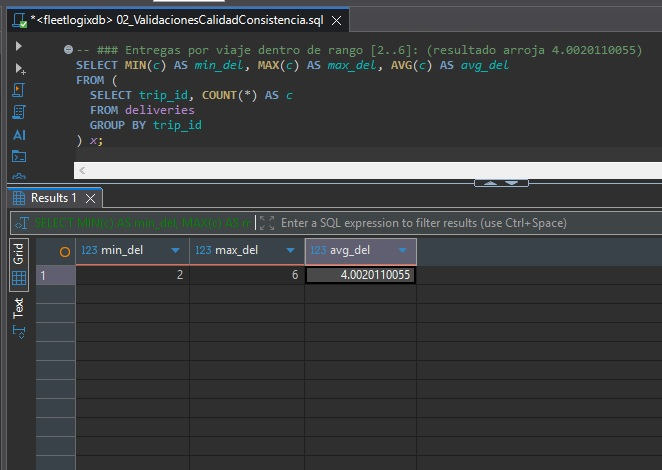 *<fleetlogixdb> 02_ValidacionesCalidadConsistencia.sql
-- ### Entregas por viaje dentro de rango [2..6]: (resultado arroja 4.0020110055)
SELECT MIN(c) AS min_del, MAX(c) AS max_del, AVG(c) AS avg_del
FROM (
SELECT trip_id, COUNT(*) AS c
FROM deliveries
GROUP BY trip_id
) x;
AI
Results 1
SELECT MIN(c) AS min_del, MAX(c) AS m
Enter a SQL expression to filter results (use Ctrl+Space)
Grid
Text
123 min_del
123 max_del
123 avg_del
1
2
6
4.0020110055